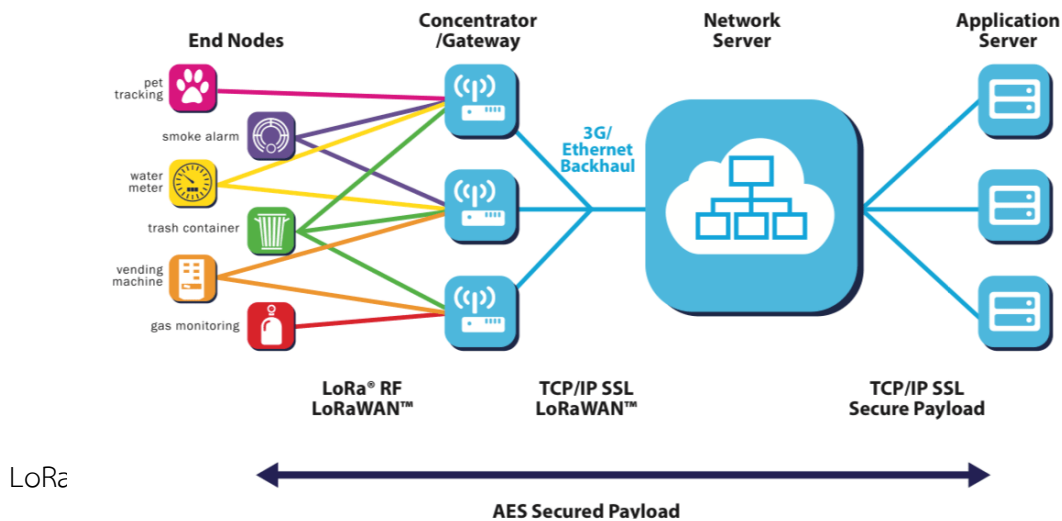 End Nodes
Concentrator
/Gateway
Network
Server
Application
Server
pet
tracking
smoke alarm
water
meter
trash container
vending
machine
gas monitoring
3G/
Ethernet
Backhaul
LoRa® RF
LoRaWAN™
TCP/IP SSL
LoRaWAN™
TCP/IP SSL
Secure Payload
LoRa
AES Secured Payload